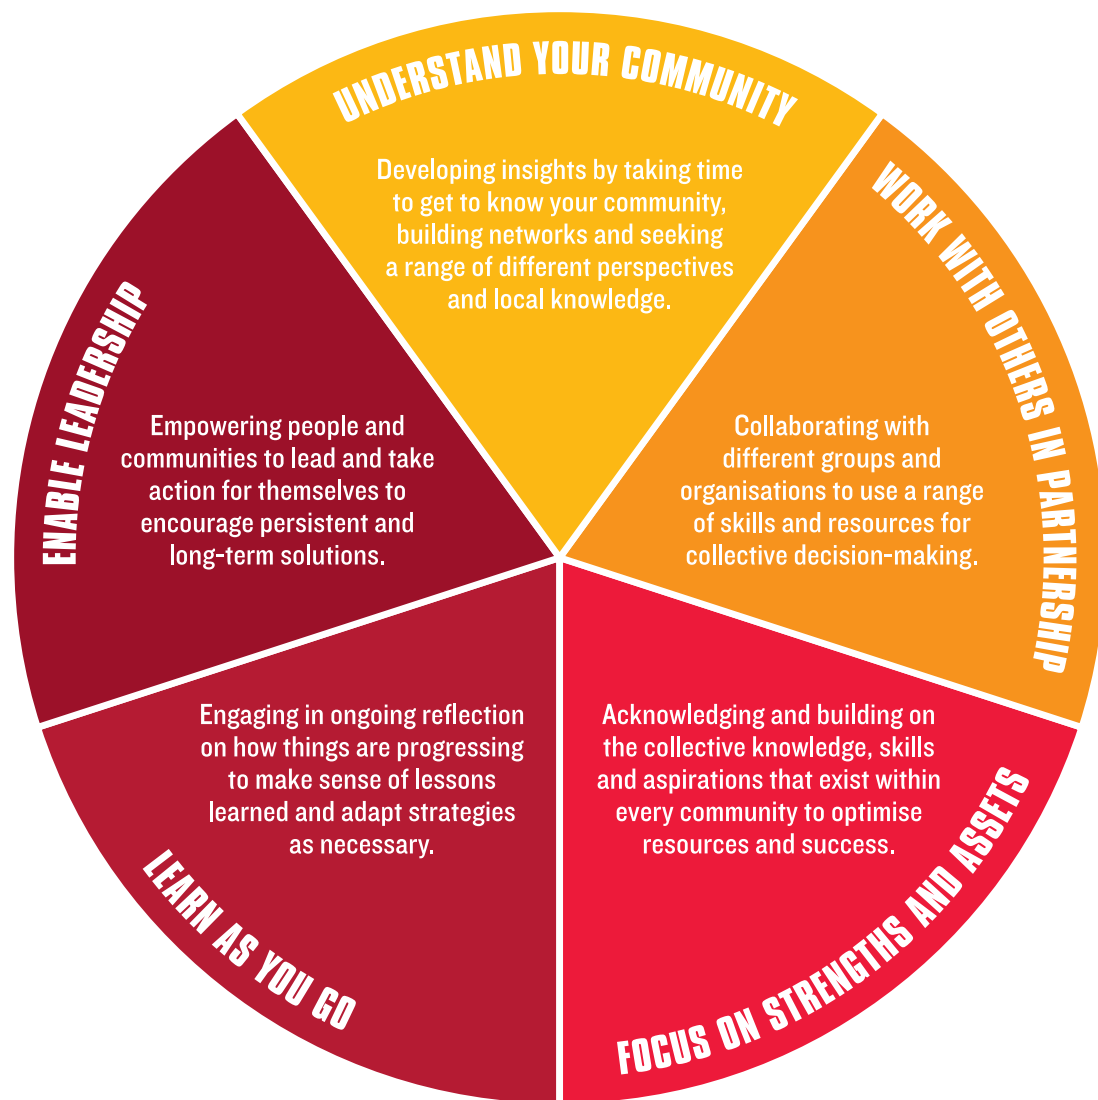 UNDERSTAND YOUR COMMUNITY
Developing insights by taking time
to get to know your community,
building networks and seeking
a range of different perspectives
and local knowledge.
WORK WITH OTHERS IN PARTNERSHIP
Collaborating with
different groups and
organisations to use a range
of skills and resources for
collective decision-making.
FOCUS ON STRENGTHS AND ASSETS
Acknowledging and building on
the collective knowledge, skills
and aspirations that exist within
every community to optimise
resources and success.
LEARN AS YOU GO
Engaging in ongoing reflection
on how things are progressing
to make sense of lessons
learned and adapt strategies
as necessary.
ENABLE LEADERSHIP
Empowering people and
communities to lead and take
action for themselves to
encourage persistent and
long-term solutions.